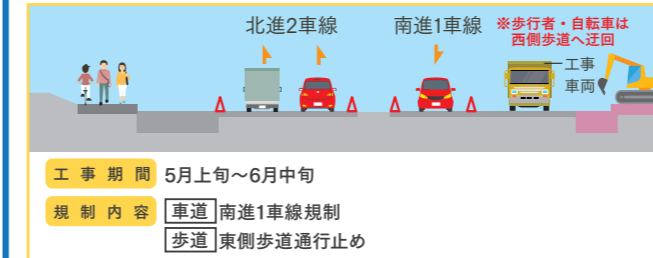 北進2車線
南進1車線
※歩行者・自転車は
西側歩道へ迂回
工事
車両
工事期間 5月上旬～6月中旬
規制内容 車道 南進1車線規制
歩道 東側歩道通行止め